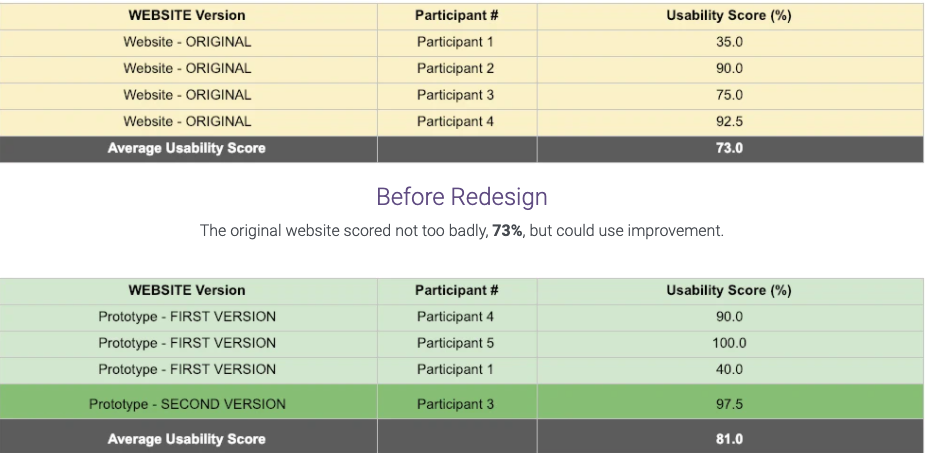 WEBSITE Version Participant # Usability Score (%)
Website - ORIGINAL Participant 1 35.0
Website - ORIGINAL Participant 2 90.0
Website - ORIGINAL Participant 3 75.0
Website - ORIGINAL Participant 4 92.5
Average Usability Score 73.0
Before Redesign
The original website scored not too badly, 73%, but could use improvement.
WEBSITE Version Participant # Usability Score (%)
Prototype - FIRST VERSION Participant 4 90.0
Prototype - FIRST VERSION Participant 5 100.0
Prototype - FIRST VERSION Participant 1 40.0
Prototype - SECOND VERSION Participant 3 97.5
Average Usability Score 81.0